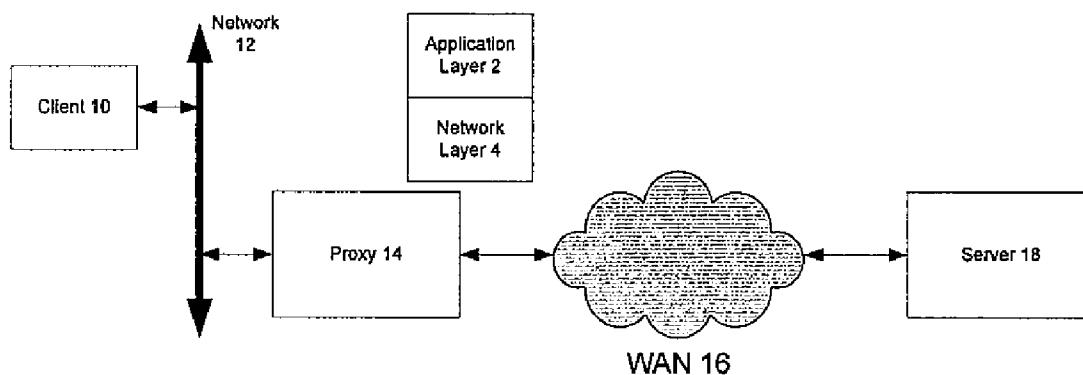 Network
12
Application
Layer 2
Client 10
Network
Layer 4
Proxy 14
Server 18
WAN 16